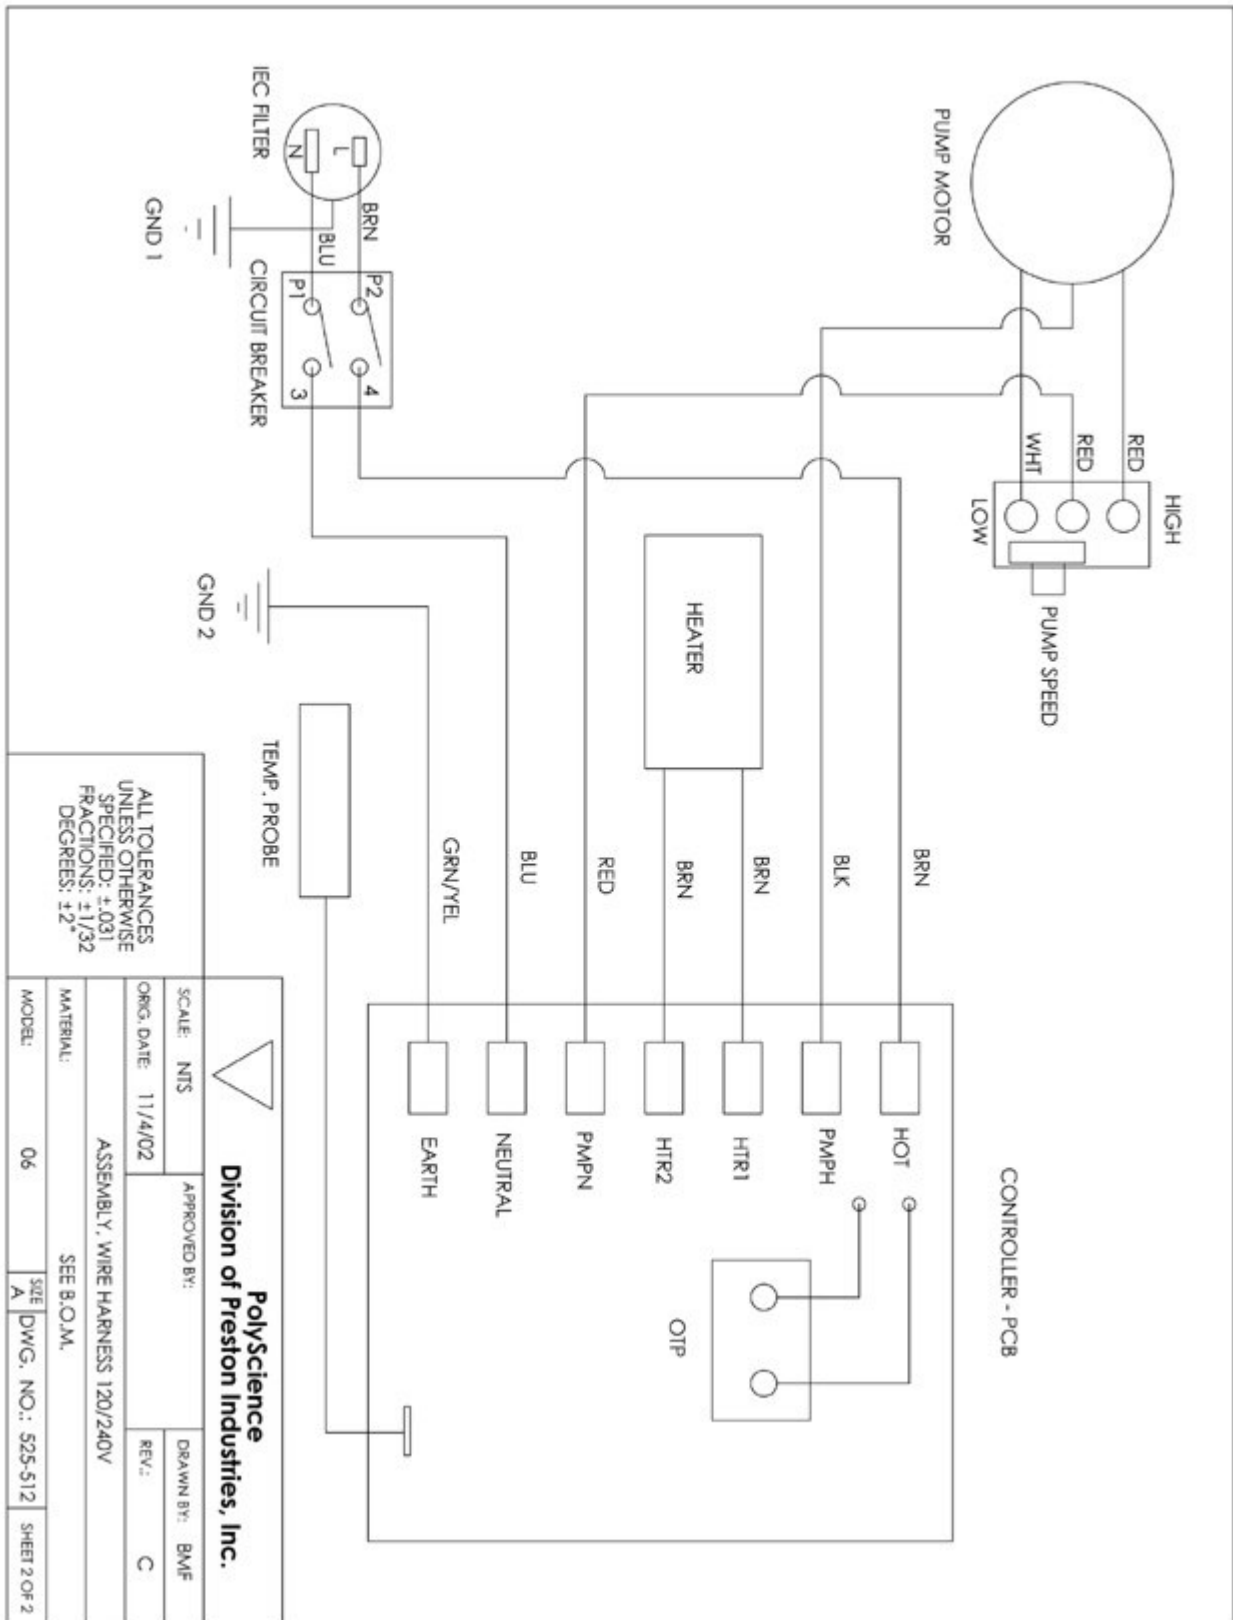 PUMP MOTOR
RED
RED
WHT
HIGH
LOW
PUMP SPEED
IEC FILTER
L
N
BRN
BLU
GND 1
P2
P1
4
3
CIRCUIT BREAKER
HEATER
GND 2
TEMP. PROBE
BRN
BLK
BRN
BRN
RED
BLU
GRN/YEL
CONTROLLER - PCB
HOT
PMPH
HTR1
HTR2
PMPN
NEUTRAL
EARTH
OTP
ALL TOLERANCES
UNLESS OTHERWISE
SPECIFIED: ±.031
FRACTIONS: ±1/32
DEGREES: ±2°
PolyScience
Division of Preston Industries, Inc.
SCALE: NTS
APPROVED BY:
DRAWN BY: BMF
ORIG. DATE: 11/4/02
REV.: C
ASSEMBLY, WIRE HARNESS 120/240V
MATERIAL: SEE B.O.M.
MODEL: 06
SIZE
A
DWG. NO.: 525-512
SHEET 2 OF 2